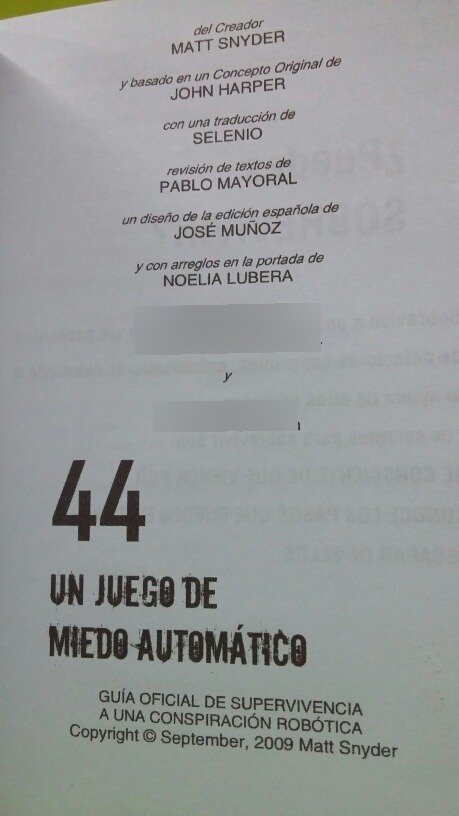 del Creador
MATT SNYDER
y basado en un Concepto Original de
JOHN HARPER
con una traducción de
SELENIO
revisión de textos de
PABLO MAYORAL
un diseño de la edición española de
JOSÉ MUÑOZ
y con arreglos en la portada de
NOELIA LUBERA
y
44
UN JUEGO DE
MIEDO AUTOMÁTICO
GUÍA OFICIAL DE SUPERVIVENCIA
A UNA CONSPIRACIÓN ROBÓTICA
Copyright © September, 2009 Matt Snyder